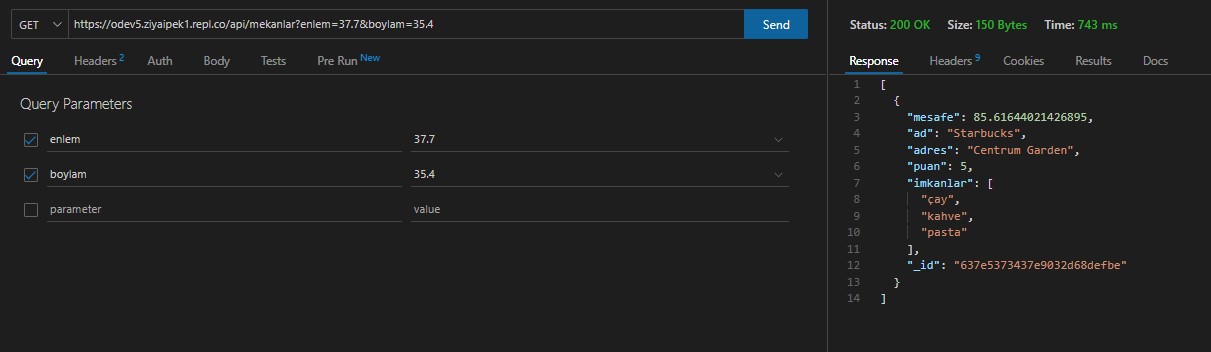 GET https://odev5.ziyaipek1.repl.co/api/mekanlar?enlem=37.7&boylam=35.4 Send
Query Headers 2 Auth Body Tests Pre Run New
Query Parameters
enlem 37.7
boylam 35.4
parameter value
Status: 200 OK Size: 150 Bytes Time: 743 ms
Response Headers 9 Cookies Results Docs
1 [
2 {
3 "mesafe": 85.61644021426895,
4 "ad": "Starbucks",
5 "adres": "Centrum Garden",
6 "puan": 5,
7 "imkanlar": [
8 "çay",
9 "kahve",
10 "pasta"
11 ],
12 "_id": "637e5373437e9032d68defbe"
13 }
14 ]